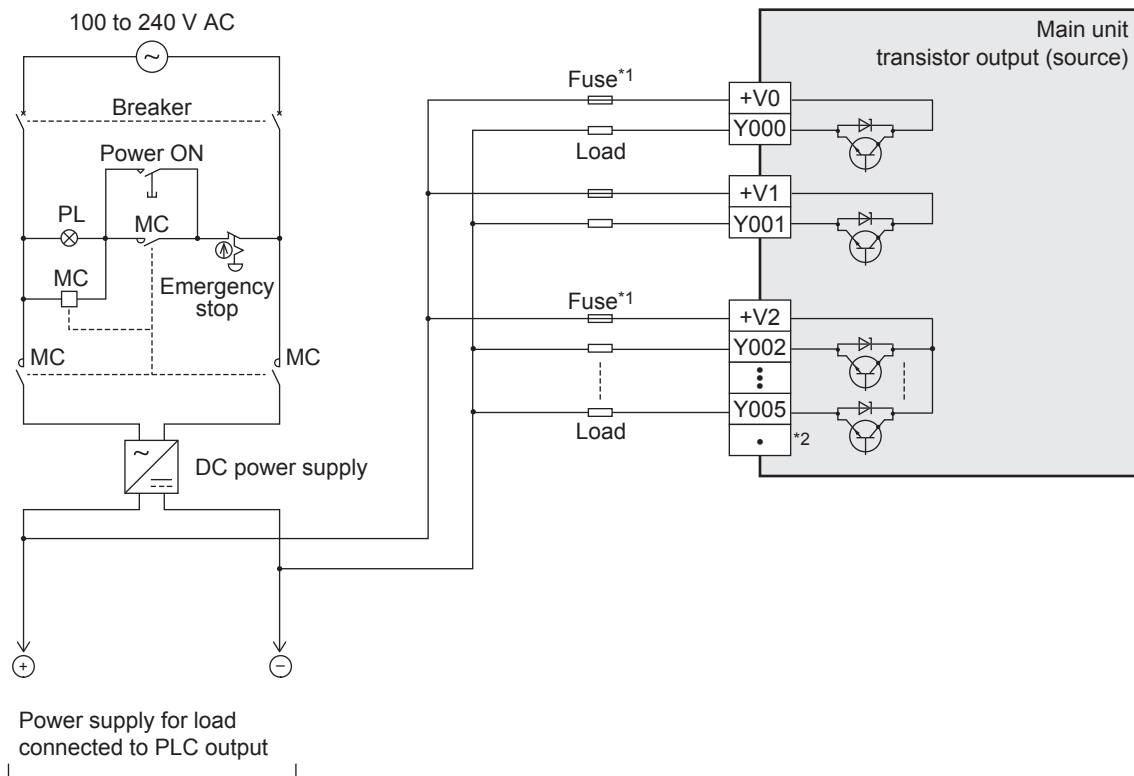 100 to 240 V AC
Breaker
Power ON
PL
MC
MC
Emergency
stop
MC
MC
DC power supply
+
−
Power supply for load
connected to PLC output
Main unit
transistor output (source)
Fuse*1
+V0
Y000
Load
+V1
Y001
Fuse*1
+V2
Y002
Y005
Load
*2